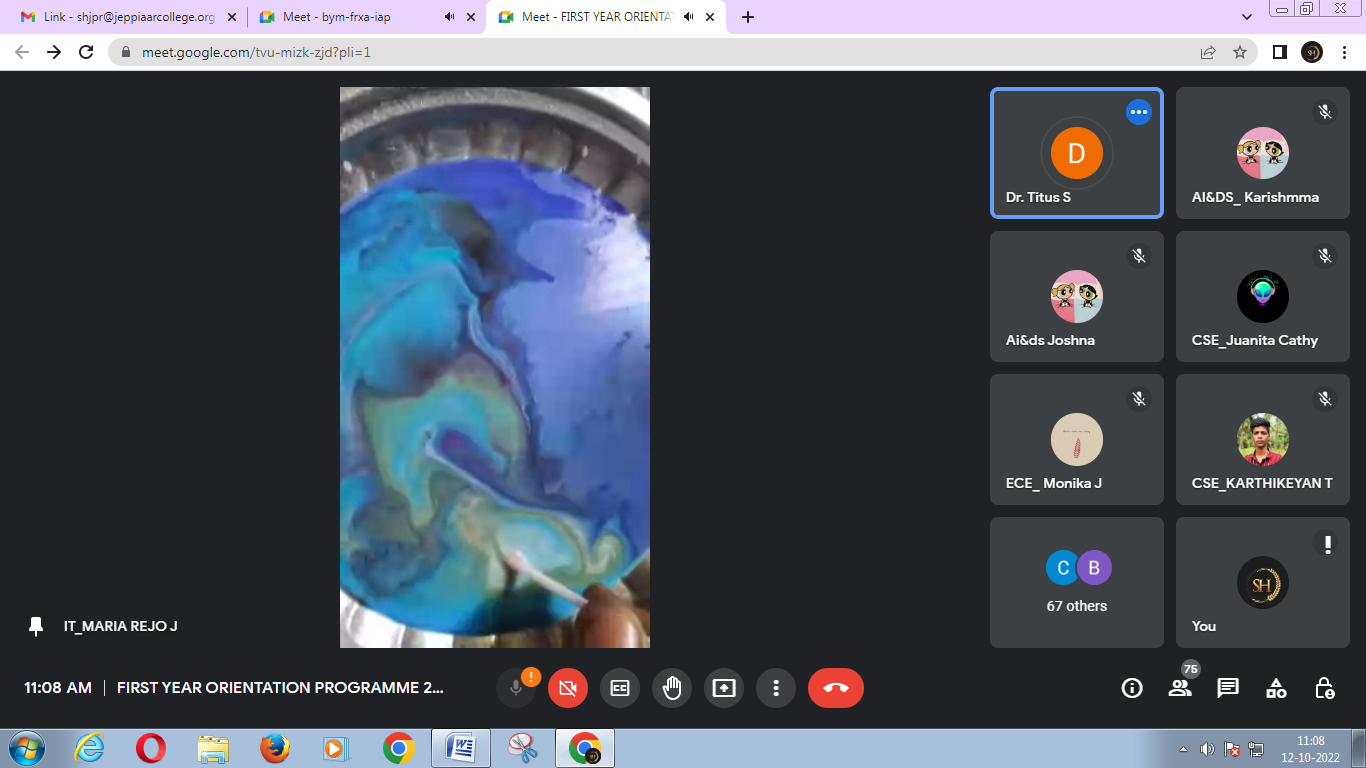 Link - shjpr@jeppiaarcollege.org
Meet - bym-frxa-iap
Meet - FIRST YEAR ORIENTAT
meet.google.com/tvu-mizk-zjd?pli=1
D
Dr. Titus S
AI&DS_ Karishmma
Ai&ds Joshna
CSE_Juanita Cathy
ECE_ Monika J
CSE_KARTHIKEYAN T
C B
67 others
SH
You
IT_MARIA REJO J
11:08 AM | FIRST YEAR ORIENTATION PROGRAMME 2...
75
11:08
12-10-2022